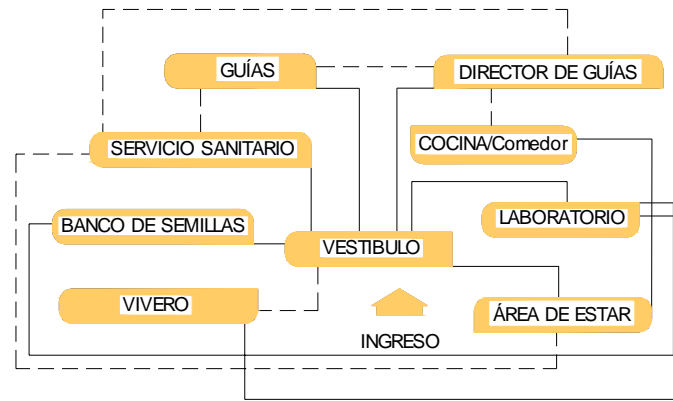 GUÍAS
DIRECTOR DE GUÍAS
SERVICIO SANITARIO
COCINA/Comedor
BANCO DE SEMILLAS
LABORATORIO
VESTIBULO
VIVERO
ÁREA DE ESTAR
INGRESO